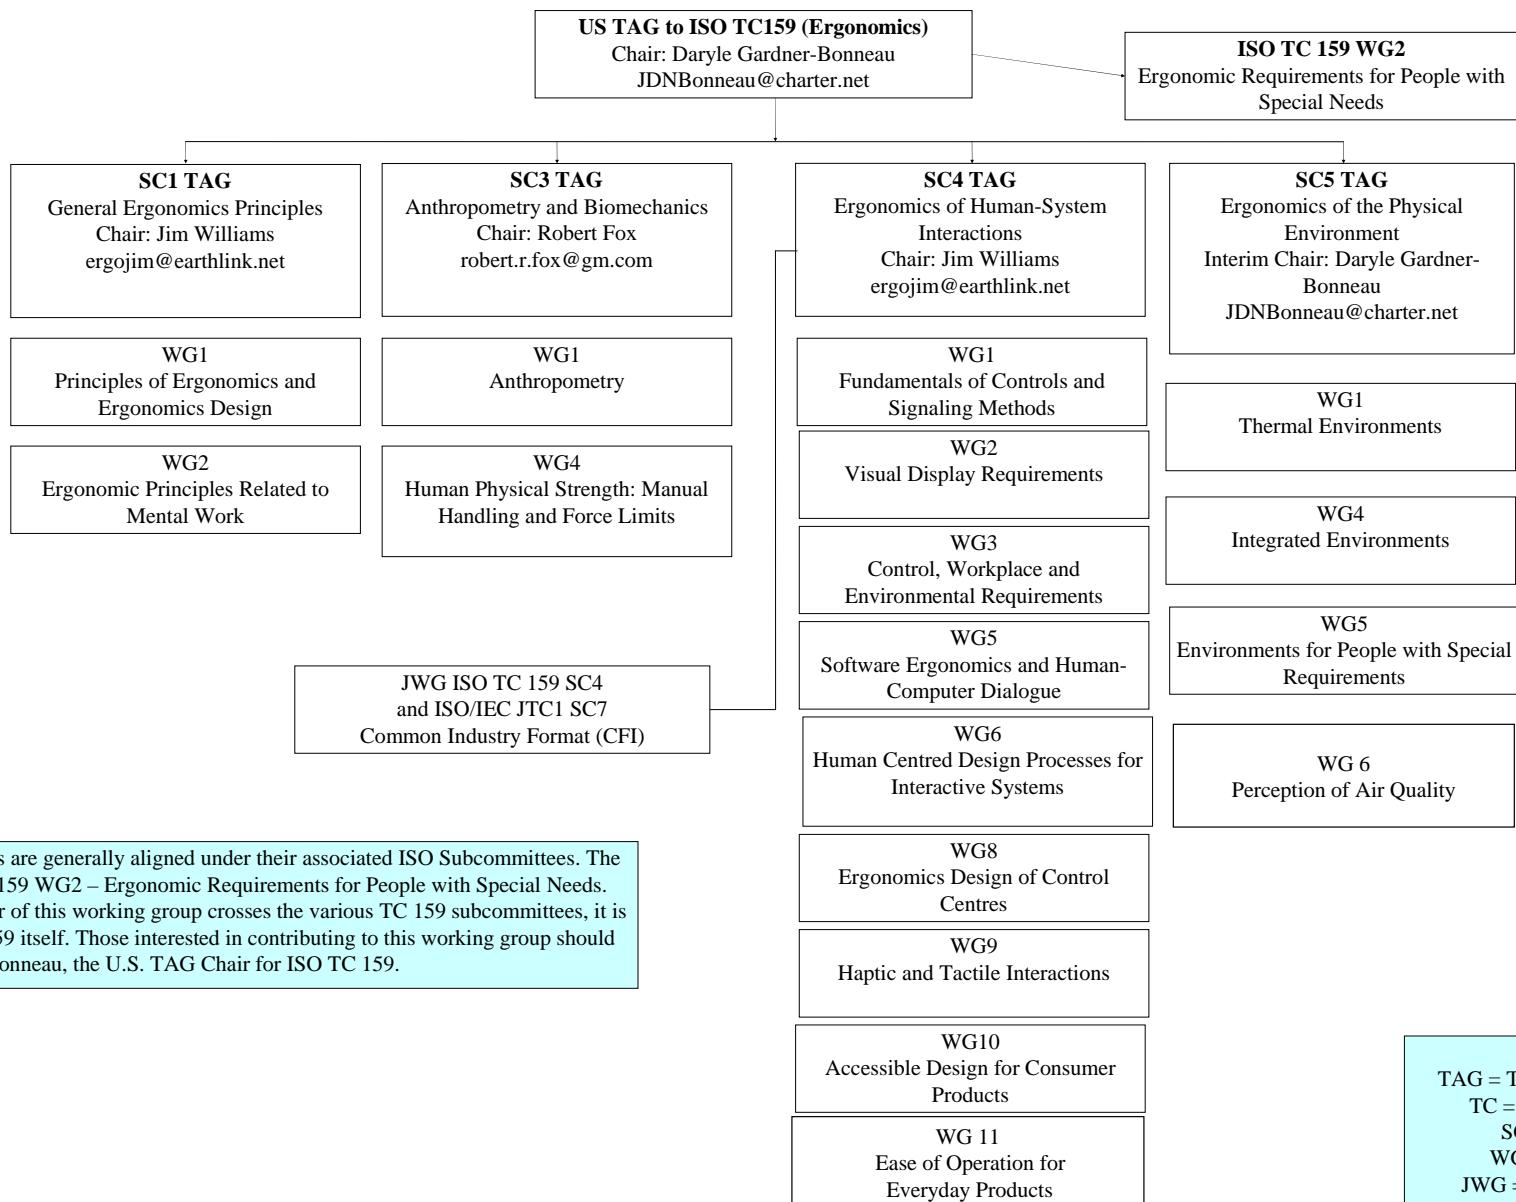 US TAG to ISO TC159 (Ergonomics)
Chair: Daryle Gardner-Bonneau
JDNBonneau@charter.net
ISO TC 159 WG2
Ergonomic Requirements for People with
Special Needs
SC1 TAG
General Ergonomics Principles
Chair: Jim Williams
ergojim@earthlink.net
SC3 TAG
Anthropometry and Biomechanics
Chair: Robert Fox
robert.r.fox@gm.com
SC4 TAG
Ergonomics of Human-System
Interactions
Chair: Jim Williams
ergojim@earthlink.net
SC5 TAG
Ergonomics of the Physical
Environment
Interim Chair: Daryle Gardner-
Bonneau
JDNBonneau@charter.net
WG1
Principles of Ergonomics and
Ergonomics Design
WG2
Ergonomic Principles Related to
Mental Work
WG1
Anthropometry
WG4
Human Physical Strength: Manual
Handling and Force Limits
WG1
Fundamentals of Controls and
Signaling Methods
WG2
Visual Display Requirements
WG3
Control, Workplace and
Environmental Requirements
WG5
Software Ergonomics and Human-
Computer Dialogue
WG6
Human Centred Design Processes for
Interactive Systems
WG8
Ergonomics Design of Control
Centres
WG9
Haptic and Tactile Interactions
WG10
Accessible Design for Consumer
Products
WG 11
Ease of Operation for
Everyday Products
WG1
Thermal Environments
WG4
Integrated Environments
WG5
Environments for People with Special
Requirements
WG 6
Perception of Air Quality
JWG ISO TC 159 SC4
and ISO/IEC JTC1 SC7
Common Industry Format (CFI)
s are generally aligned under their associated ISO Subcommittees. The
159 WG2 – Ergonomic Requirements for People with Special Needs.
r of this working group crosses the various TC 159 subcommittees, it is
59 itself. Those interested in contributing to this working group should
onneau, the U.S. TAG Chair for ISO TC 159.
TAG = T
TC =
S
W
JWG =